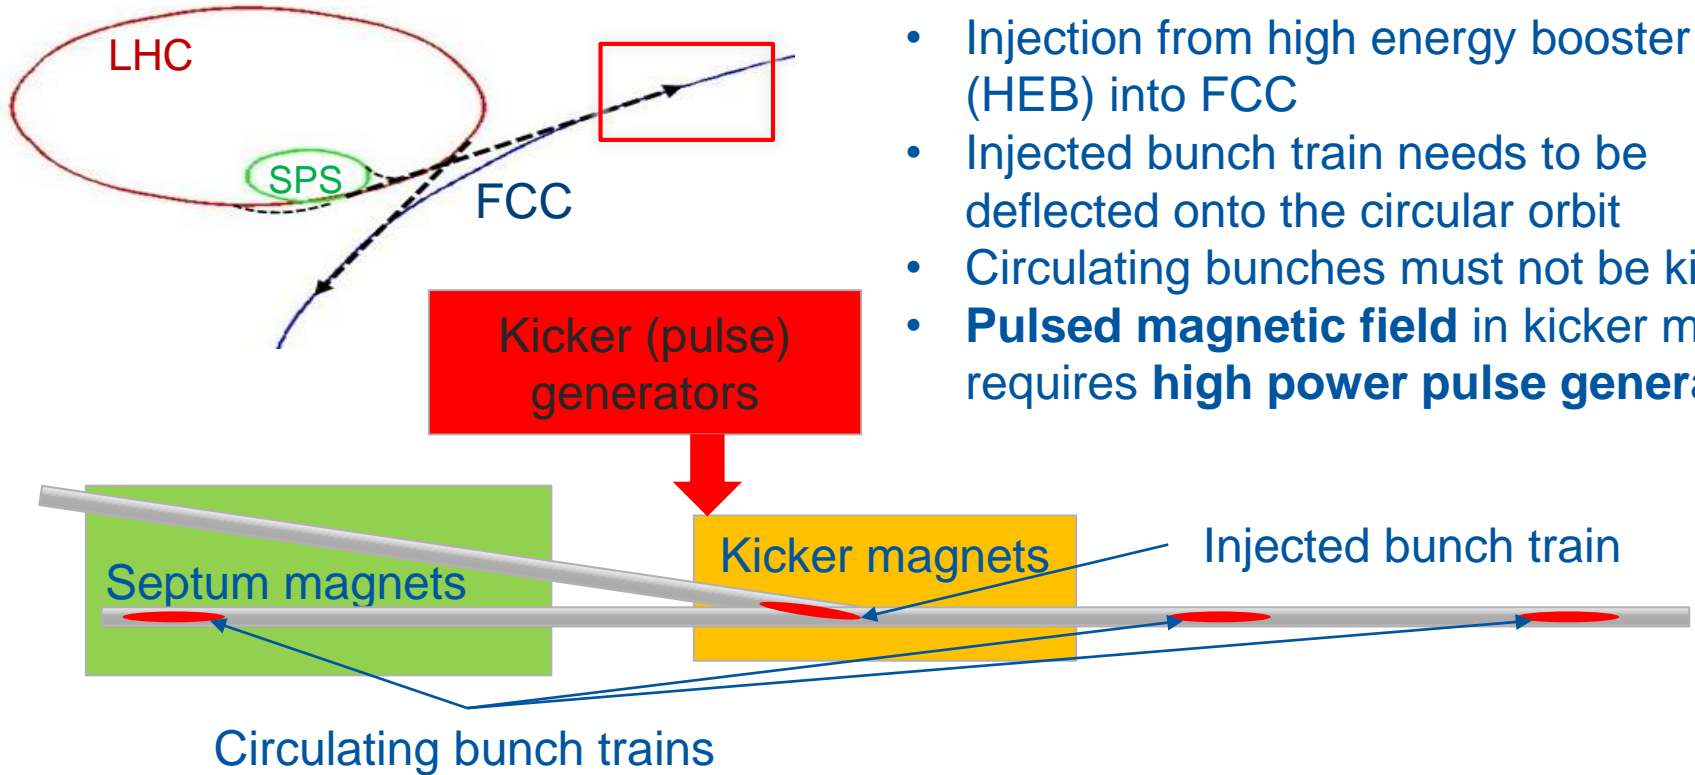 LHC
SPS
FCC
• Injection from high energy booster
(HEB) into FCC
• Injected bunch train needs to be
deflected onto the circular orbit
• Circulating bunches must not be
• Pulsed magnetic field in kicker
requires high power pulse
Kicker (pulse)
generators
Septum magnets
Kicker magnets
Injected bunch train
Circulating bunch trains